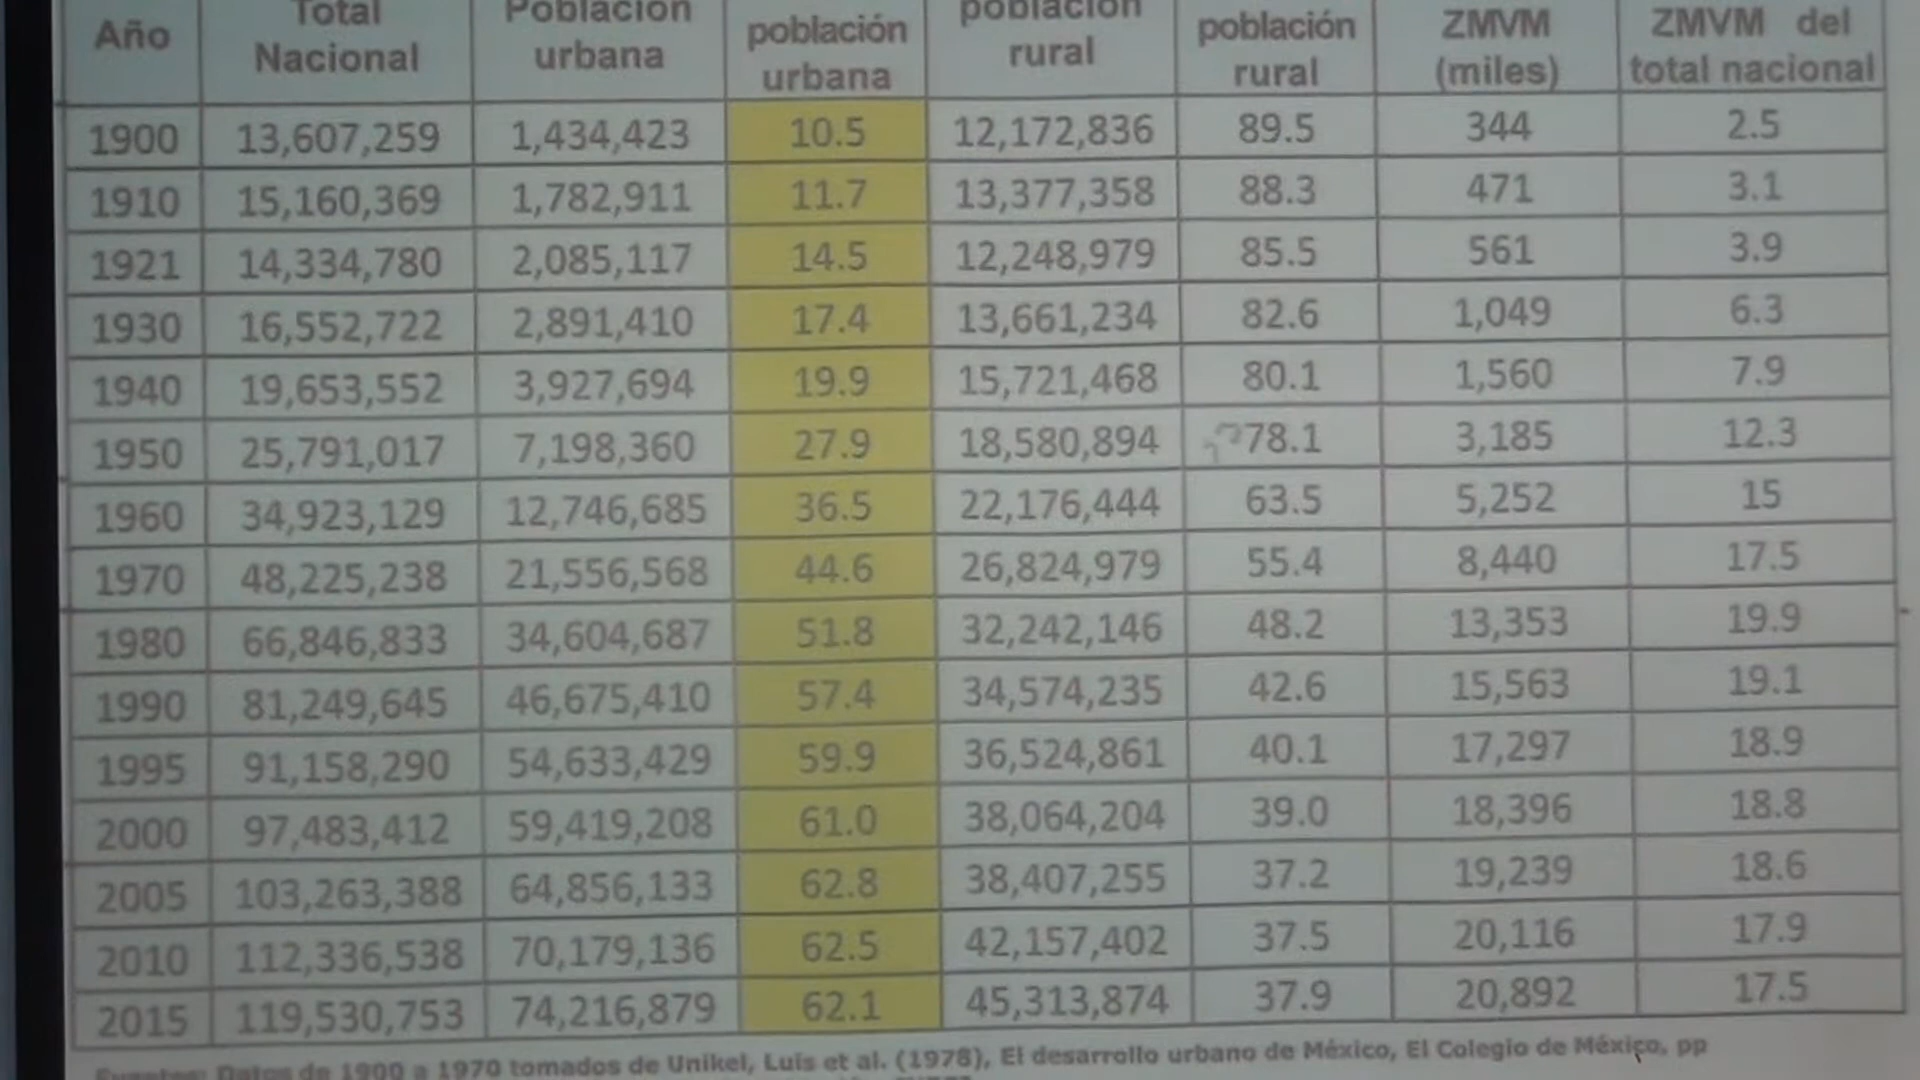 Año Total Nacional Población urbana población urbana población rural población rural ZMVM (miles) ZMVM del total nacional
1900 13,607,259 1,434,423 10.5 12,172,836 89.5 344 2.5
1910 15,160,369 1,782,911 11.7 13,377,358 88.3 471 3.1
1921 14,334,780 2,085,117 14.5 12,248,979 85.5 561 3.9
1930 16,552,722 2,891,410 17.4 13,661,234 82.6 1,049 6.3
1940 19,653,552 3,927,694 19.9 15,721,468 80.1 1,560 7.9
1950 25,791,017 7,198,360 27.9 18,580,894 78.1 3,185 12.3
1960 34,923,129 12,746,685 36.5 22,176,444 63.5 5,252 15
1970 48,225,238 21,556,568 44.6 26,824,979 55.4 8,440 17.5
1980 66,846,833 34,604,687 51.8 32,242,146 48.2 13,353 19.9
1990 81,249,645 46,675,410 57.4 34,574,235 42.6 15,563 19.1
1995 91,158,290 54,633,429 59.9 36,524,861 40.1 17,297 18.9
2000 97,483,412 59,419,208 61.0 38,064,204 39.0 18,396 18.8
2005 103,263,388 64,856,133 62.8 38,407,255 37.2 19,239 18.6
2010 112,336,538 70,179,136 62.5 42,157,402 37.5 20,116 17.9
2015 119,530,753 74,216,879 62.1 45,313,874 37.9 20,892 17.5
Fuentes: Datos de 1900 a 1970 tomados de Unikel, Luis et al. (1978), El desarrollo urbano de México, El Colegio de México, pp